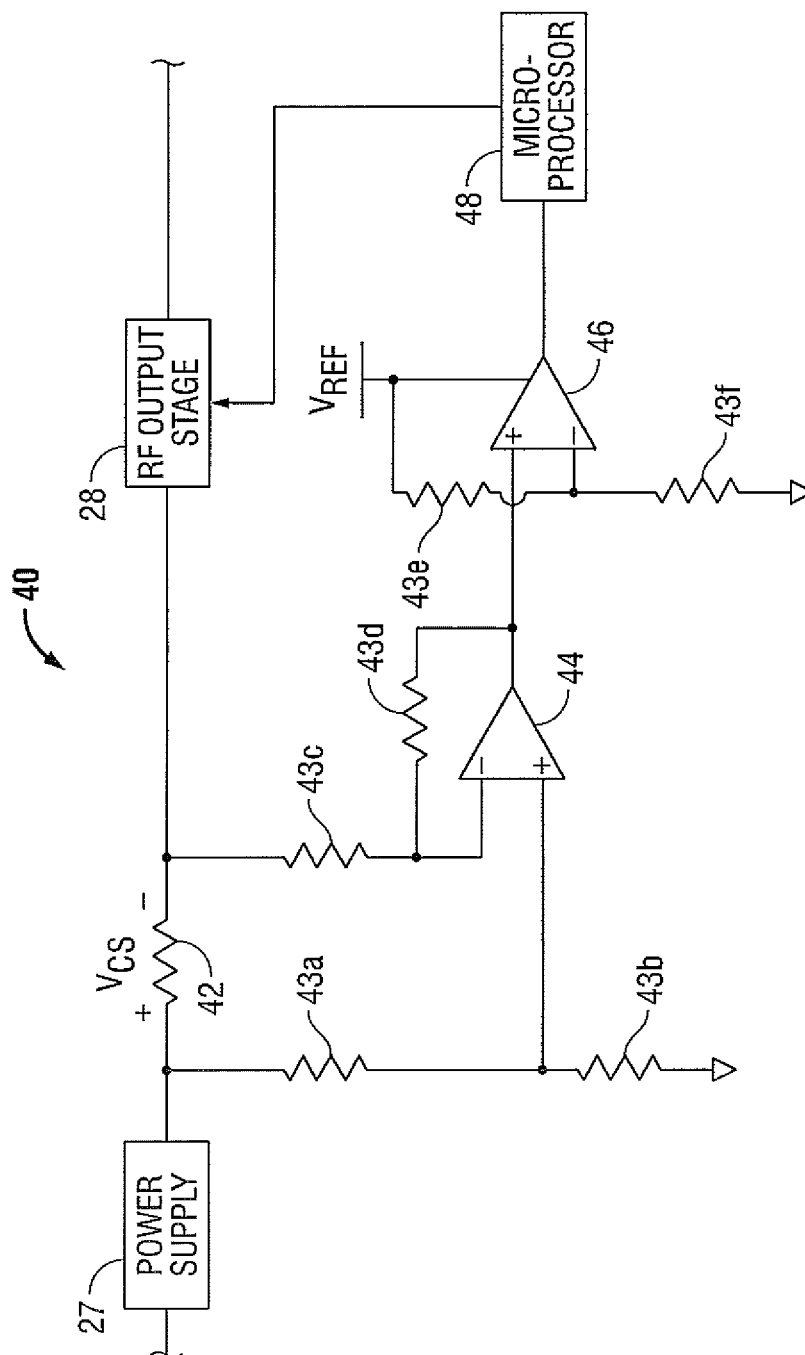 40
27
POWER
SUPPLY
+
VCS
−
42
28
RF OUTPUT
STAGE
43a
43b
43c
43d
−
+
44
VREF
43e
+
−
46
43f
48
MICRO-
PROCESSOR